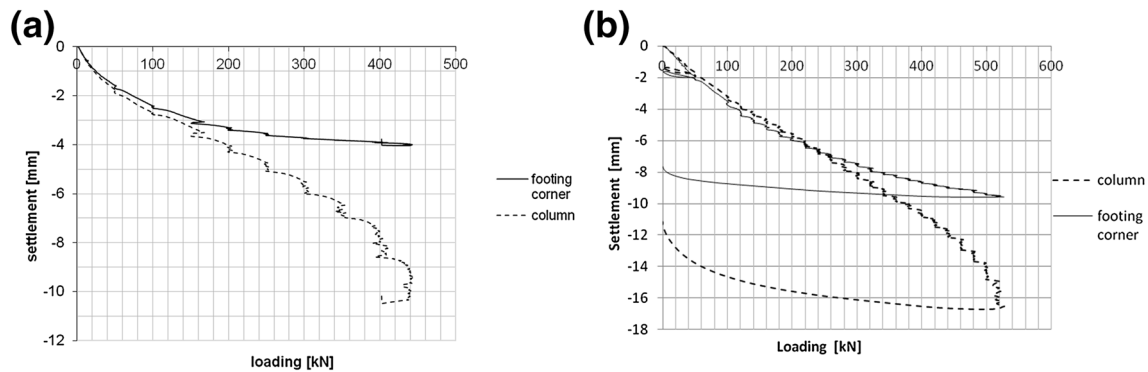 (a)
0
0 100 200 300 400 500
-2
-4
-6
-8
-10
-12
settlement [mm]
loading [kN]
footing
corner
column
(b)
0
0 100 200 300 400 500 600
-2
-4
-6
-8
-10
-12
-14
-16
-18
Settlement [mm]
Loading [kN]
column
footing
corner